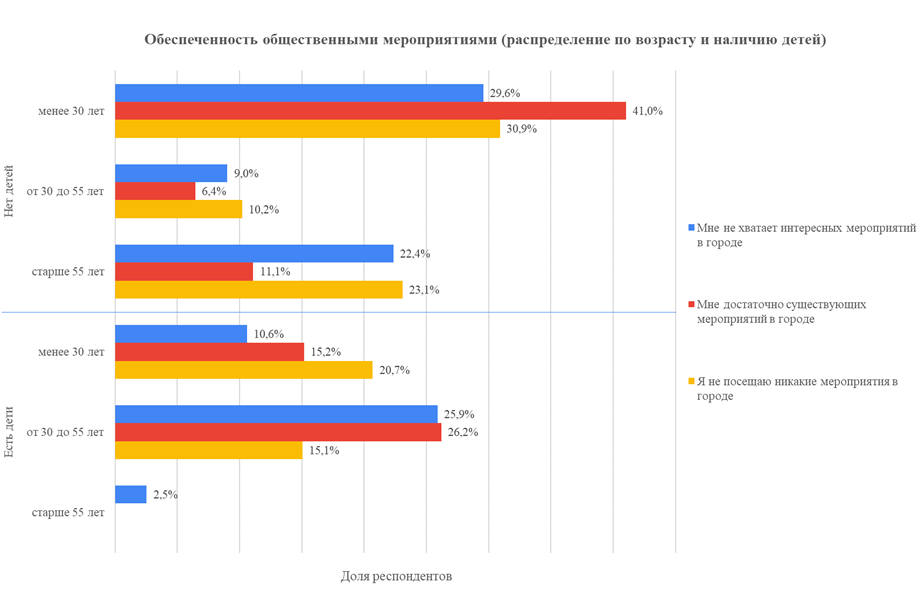 Обеспеченность общественными мероприятиями (распределение по возрасту и наличию детей)
Нет детей
менее 30 лет
29,6%
41,0%
30,9%
от 30 до 55 лет
9,0%
6,4%
10,2%
старше 55 лет
22,4%
11,1%
23,1%
Есть дети
менее 30 лет
10,6%
15,2%
20,7%
от 30 до 55 лет
25,9%
26,2%
15,1%
старше 55 лет
2,5%
Доля респондентов
Мне не хватает интересных мероприятий
в городе
Мне достаточно существующих
мероприятий в городе
Я не посещаю никакие мероприятия в
городе